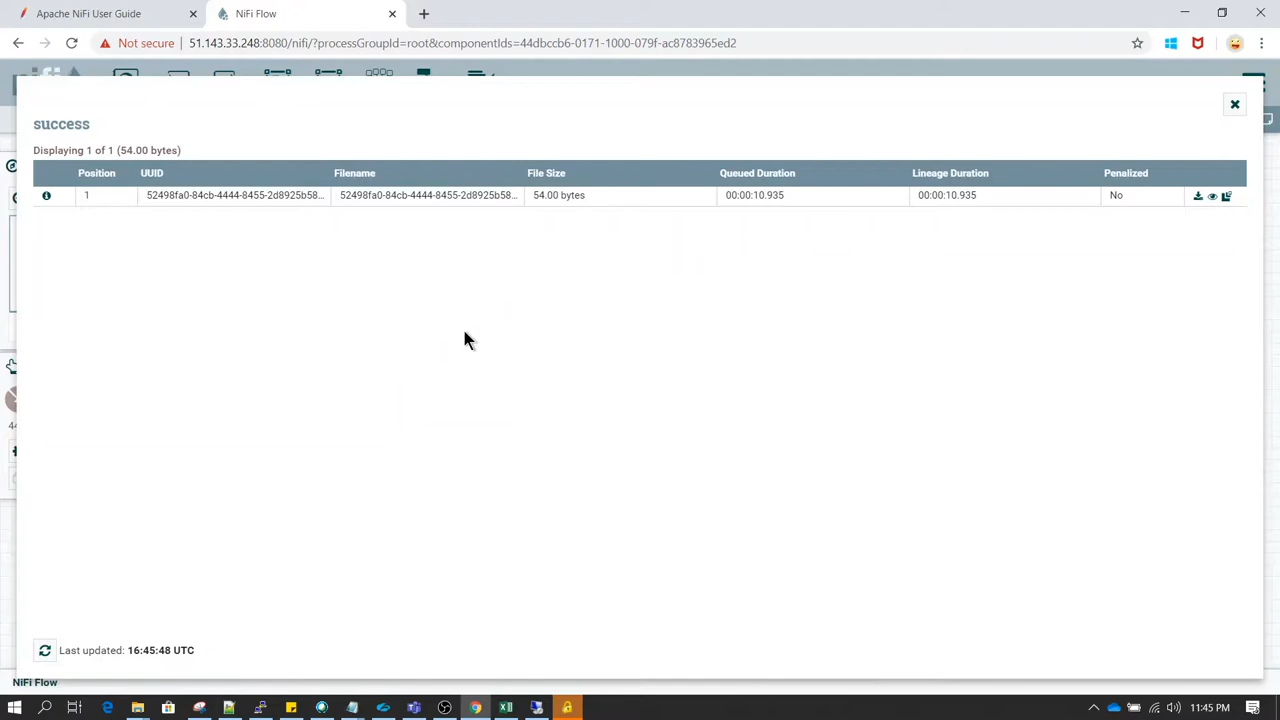 Apache NiFi User Guide
NiFi Flow
Not secure
51.143.33.248:8080/nifi/?processGroupId=root&componentIds=44dbccb6-0171-1000-079f-ac8783965ed2
success
Displaying 1 of 1 (54.00 bytes)
Position UUID Filename File Size Queued Duration Lineage Duration Penalized
1 52498fa0-84cb-4444-8455-2d8925b58... 52498fa0-84cb-4444-8455-2d8925b58... 54.00 bytes 00:00:10.935 00:00:10.935 No
44
Last updated: 16:45:48 UTC
NiFi Flow
11:45 PM